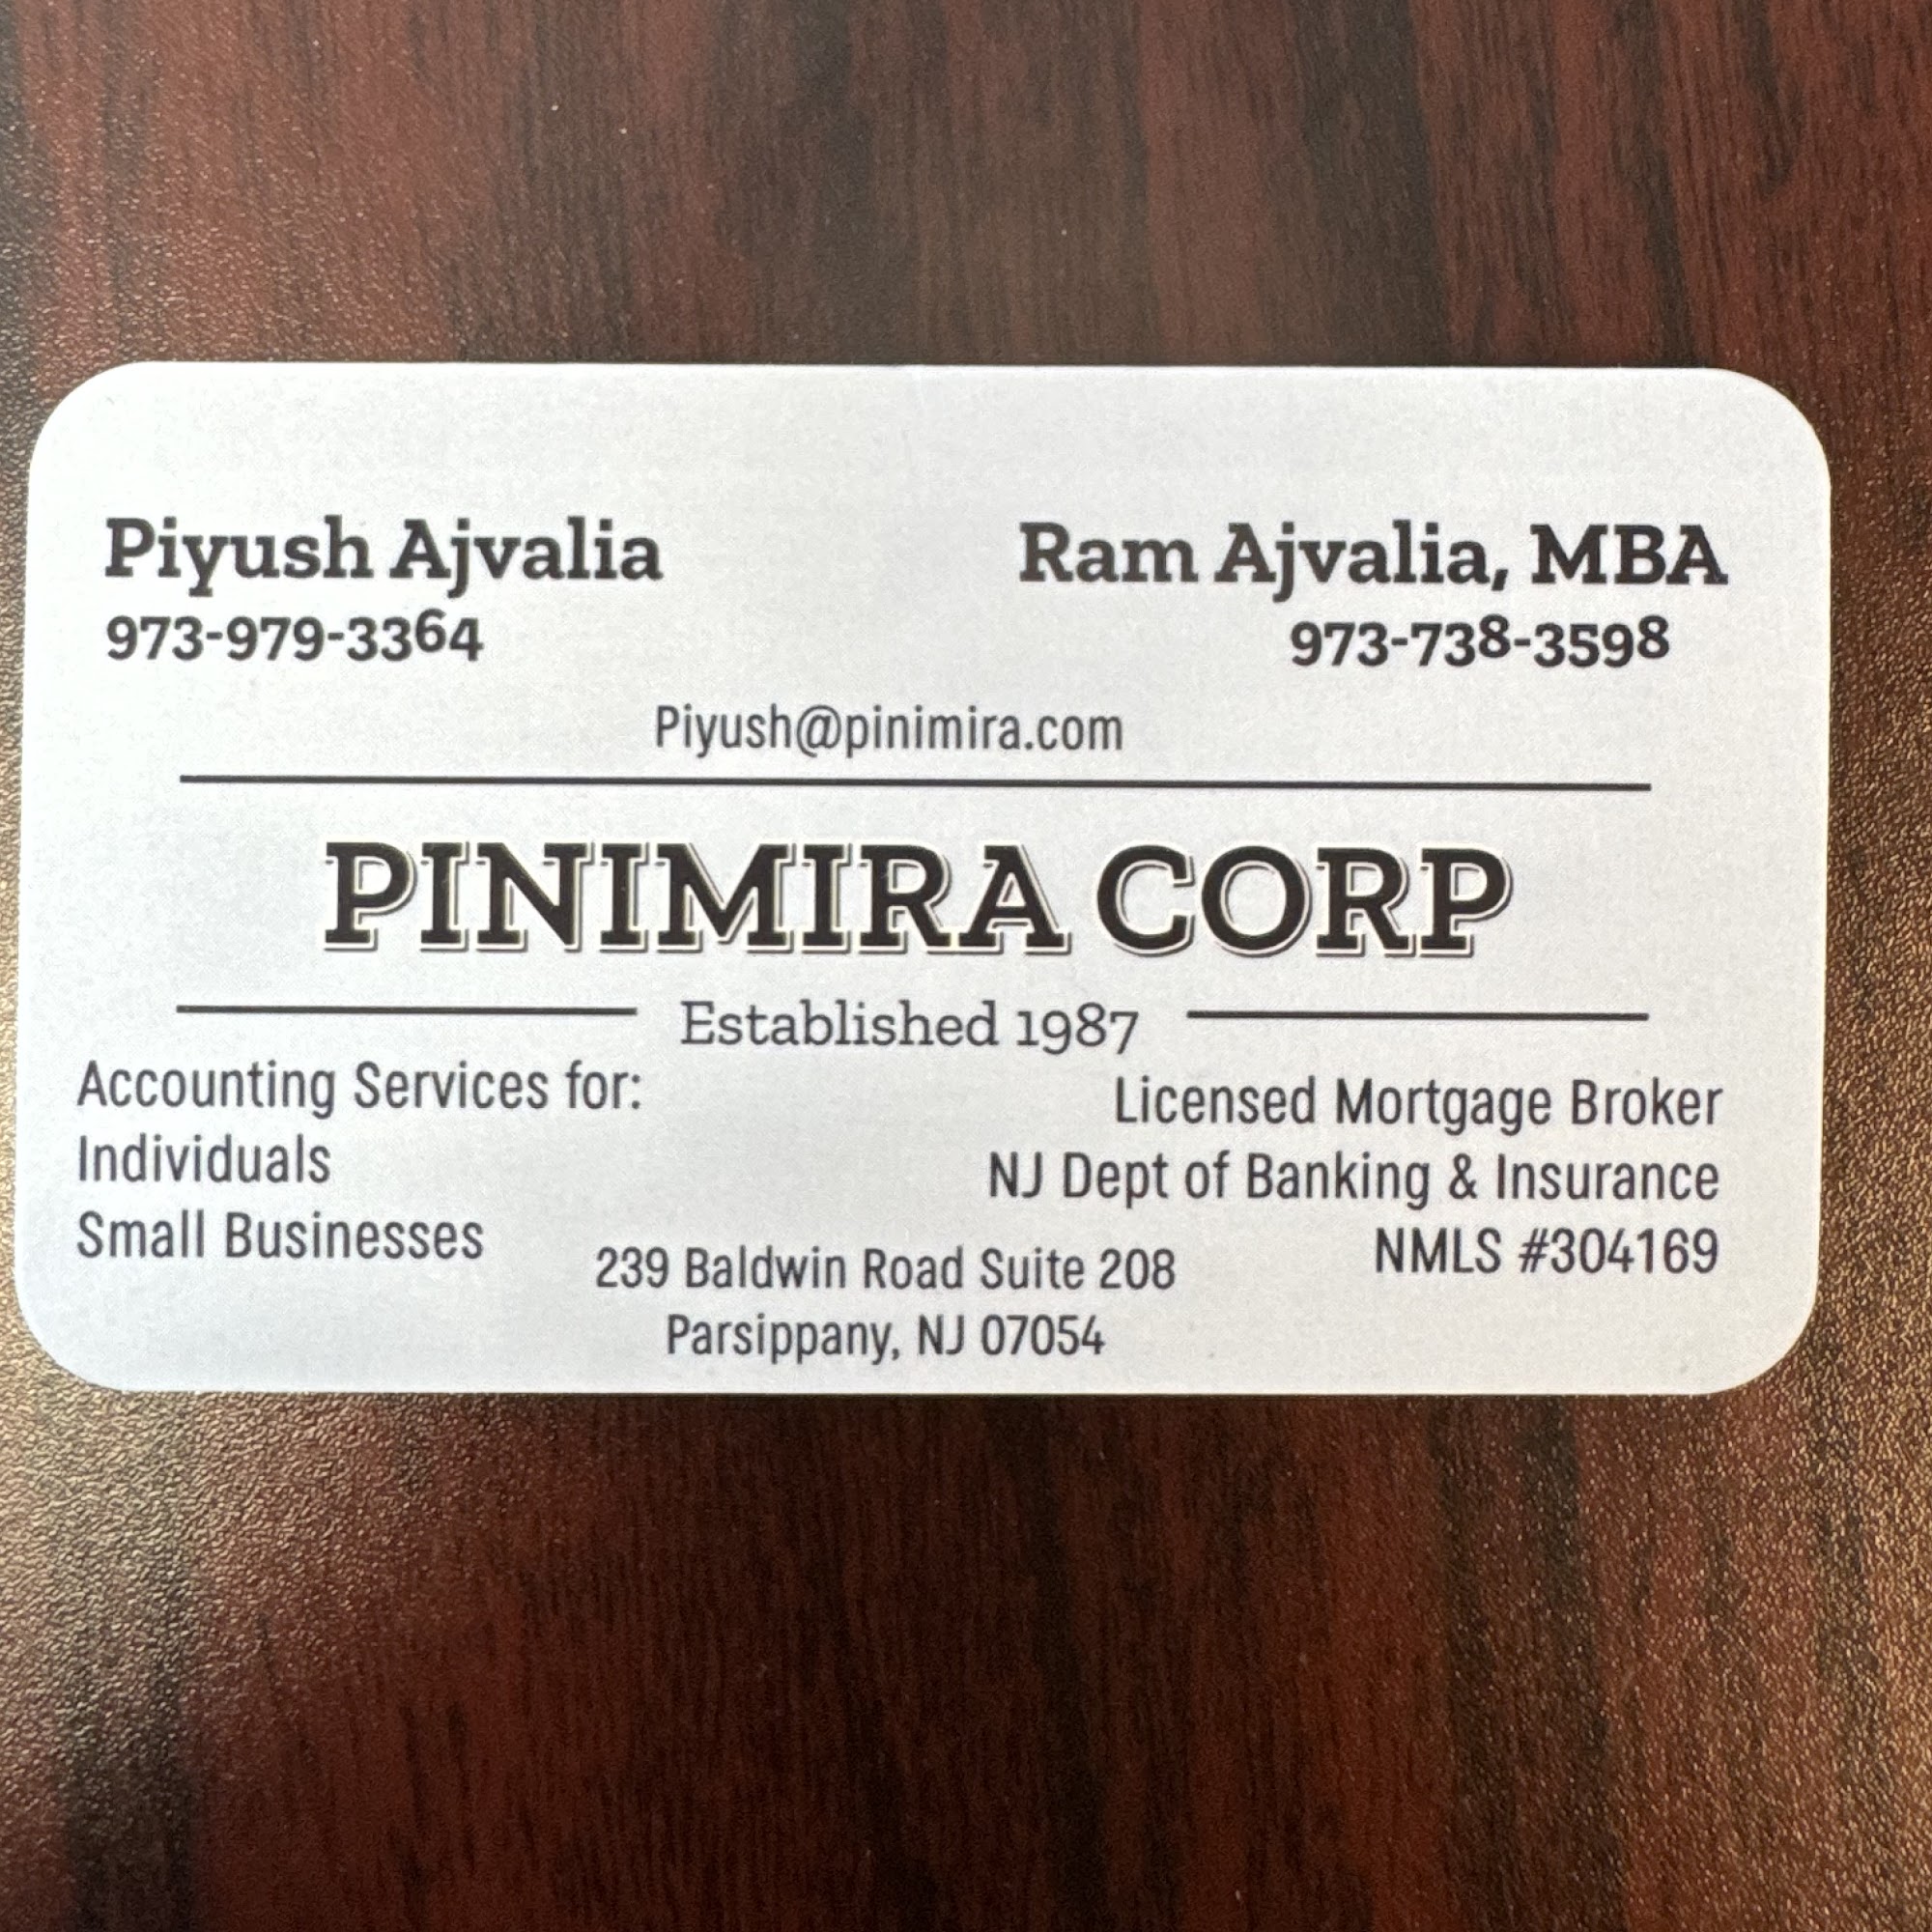 Piyush Ajvalia
973-979-3364
Ram Ajvalia, MBA
973-738-3598
Piyush@pinimira.com
PINIMIRA CORP
Established 1987
Accounting Services for:
Individuals
Small Businesses
Licensed Mortgage Broker
NJ Dept of Banking & Insurance
NMLS #304169
239 Baldwin Road Suite 208
Parsippany, NJ 07054